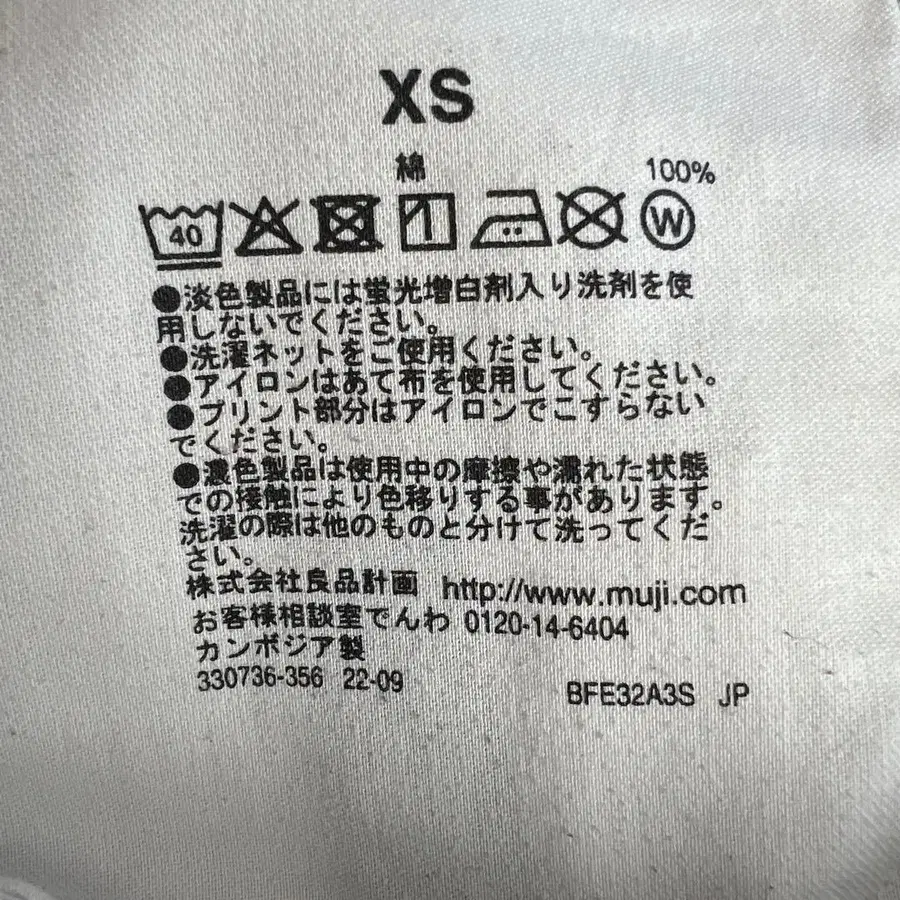 XS
綿 100%
40 W
●淡色製品には蛍光増白剤入り洗剤を使
用しないでください。
●洗濯ネットをご使用ください。
●アイロンはあて布を使用してください。
●プリント部分はアイロンでこすらない
でください。
●濃色製品は使用中の摩擦や濡れた状態
での接触により色移りする事があります。
洗濯の際は他のものと分けて洗ってくだ
さい。
株式会社良品計画 http://www.muji.com
お客様相談室でんわ 0120-14-6404
カンボジア製
330736-356 22-09 BFE32A3S JP